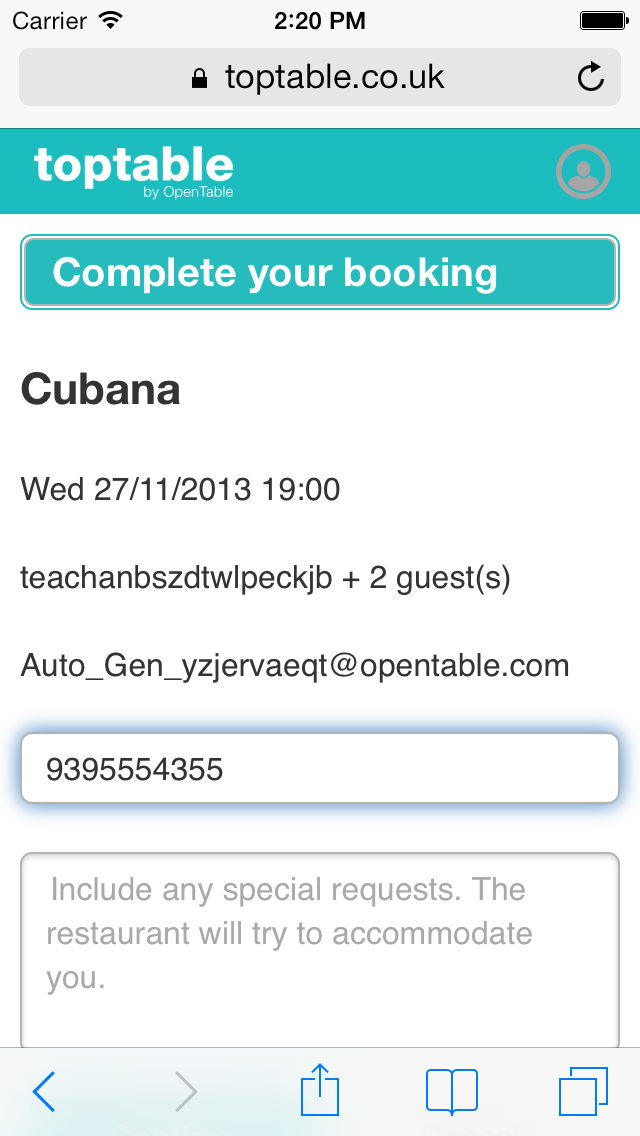 Carrier 2:20 PM
toptable.co.uk
toptable
by OpenTable
Complete your booking
Cubana
Wed 27/11/2013 19:00
teachanbszdtwlpeckjb + 2 guest(s)
Auto_Gen_yzjervaeqt@opentable.com
9395554355
Include any special requests. The
restaurant will try to accommodate
you.